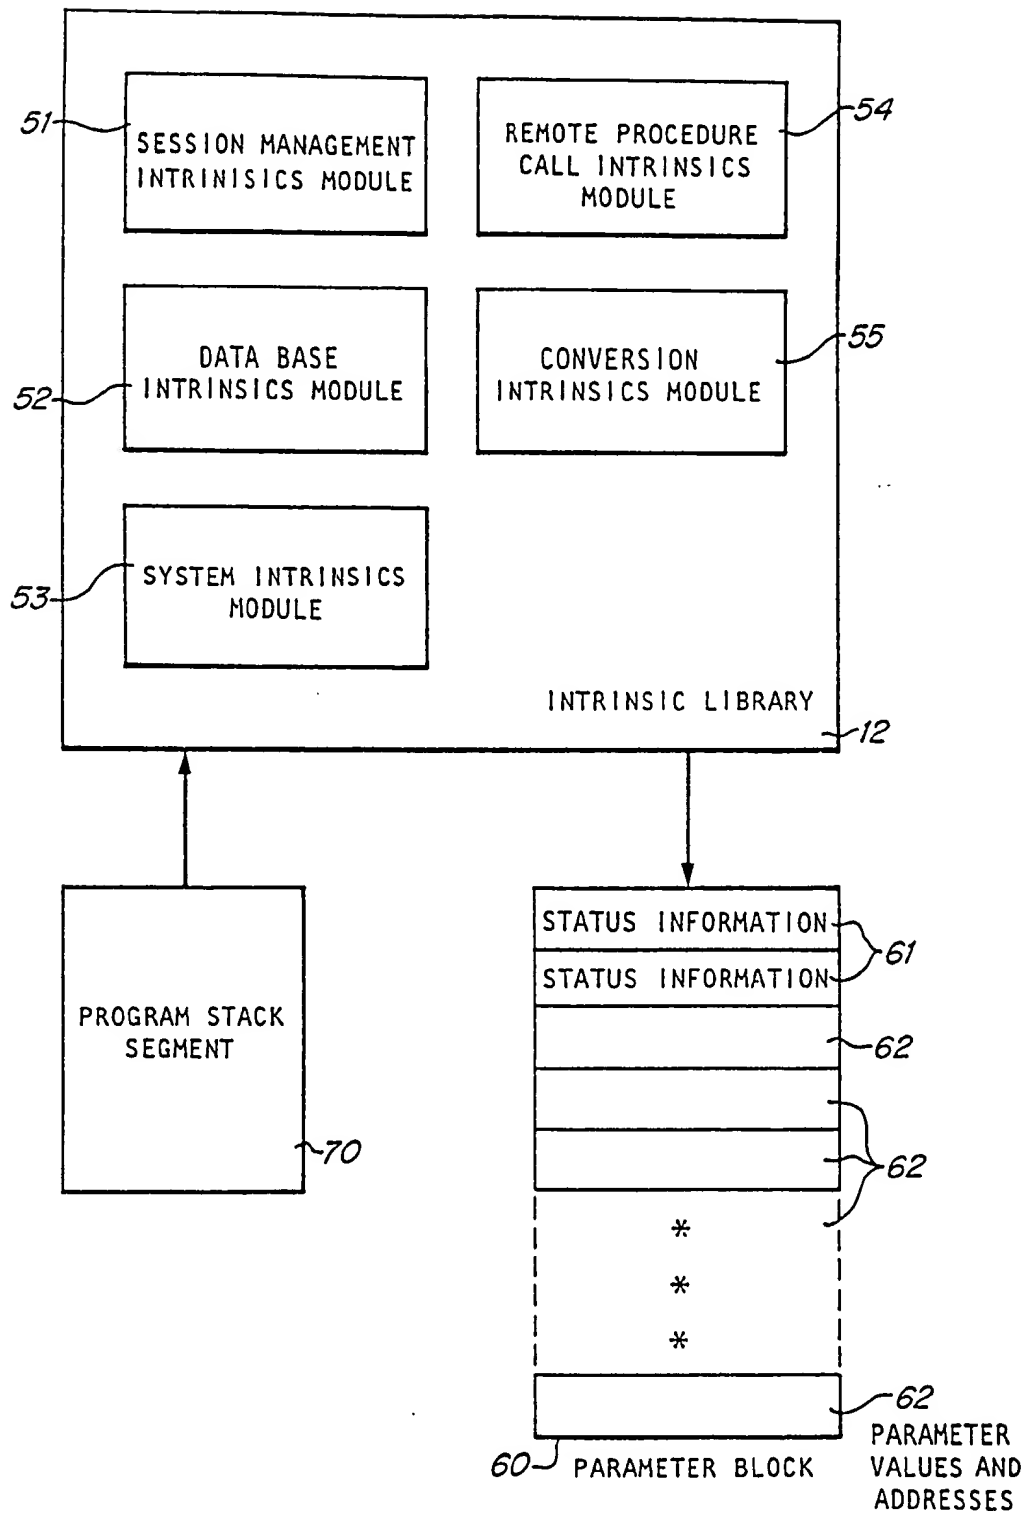 51
SESSION MANAGEMENT
INTRINISICS MODULE
54
REMOTE PROCEDURE
CALL INTRINSICS
MODULE
52
DATA BASE
INTRINSICS MODULE
55
CONVERSION
INTRINSICS MODULE
53
SYSTEM INTRINSICS
MODULE
INTRINSIC LIBRARY
12
PROGRAM STACK
SEGMENT
70
STATUS INFORMATION
STATUS INFORMATION
61
62
62
*
*
*
62
60
PARAMETER BLOCK
PARAMETER
VALUES AND
ADDRESSES